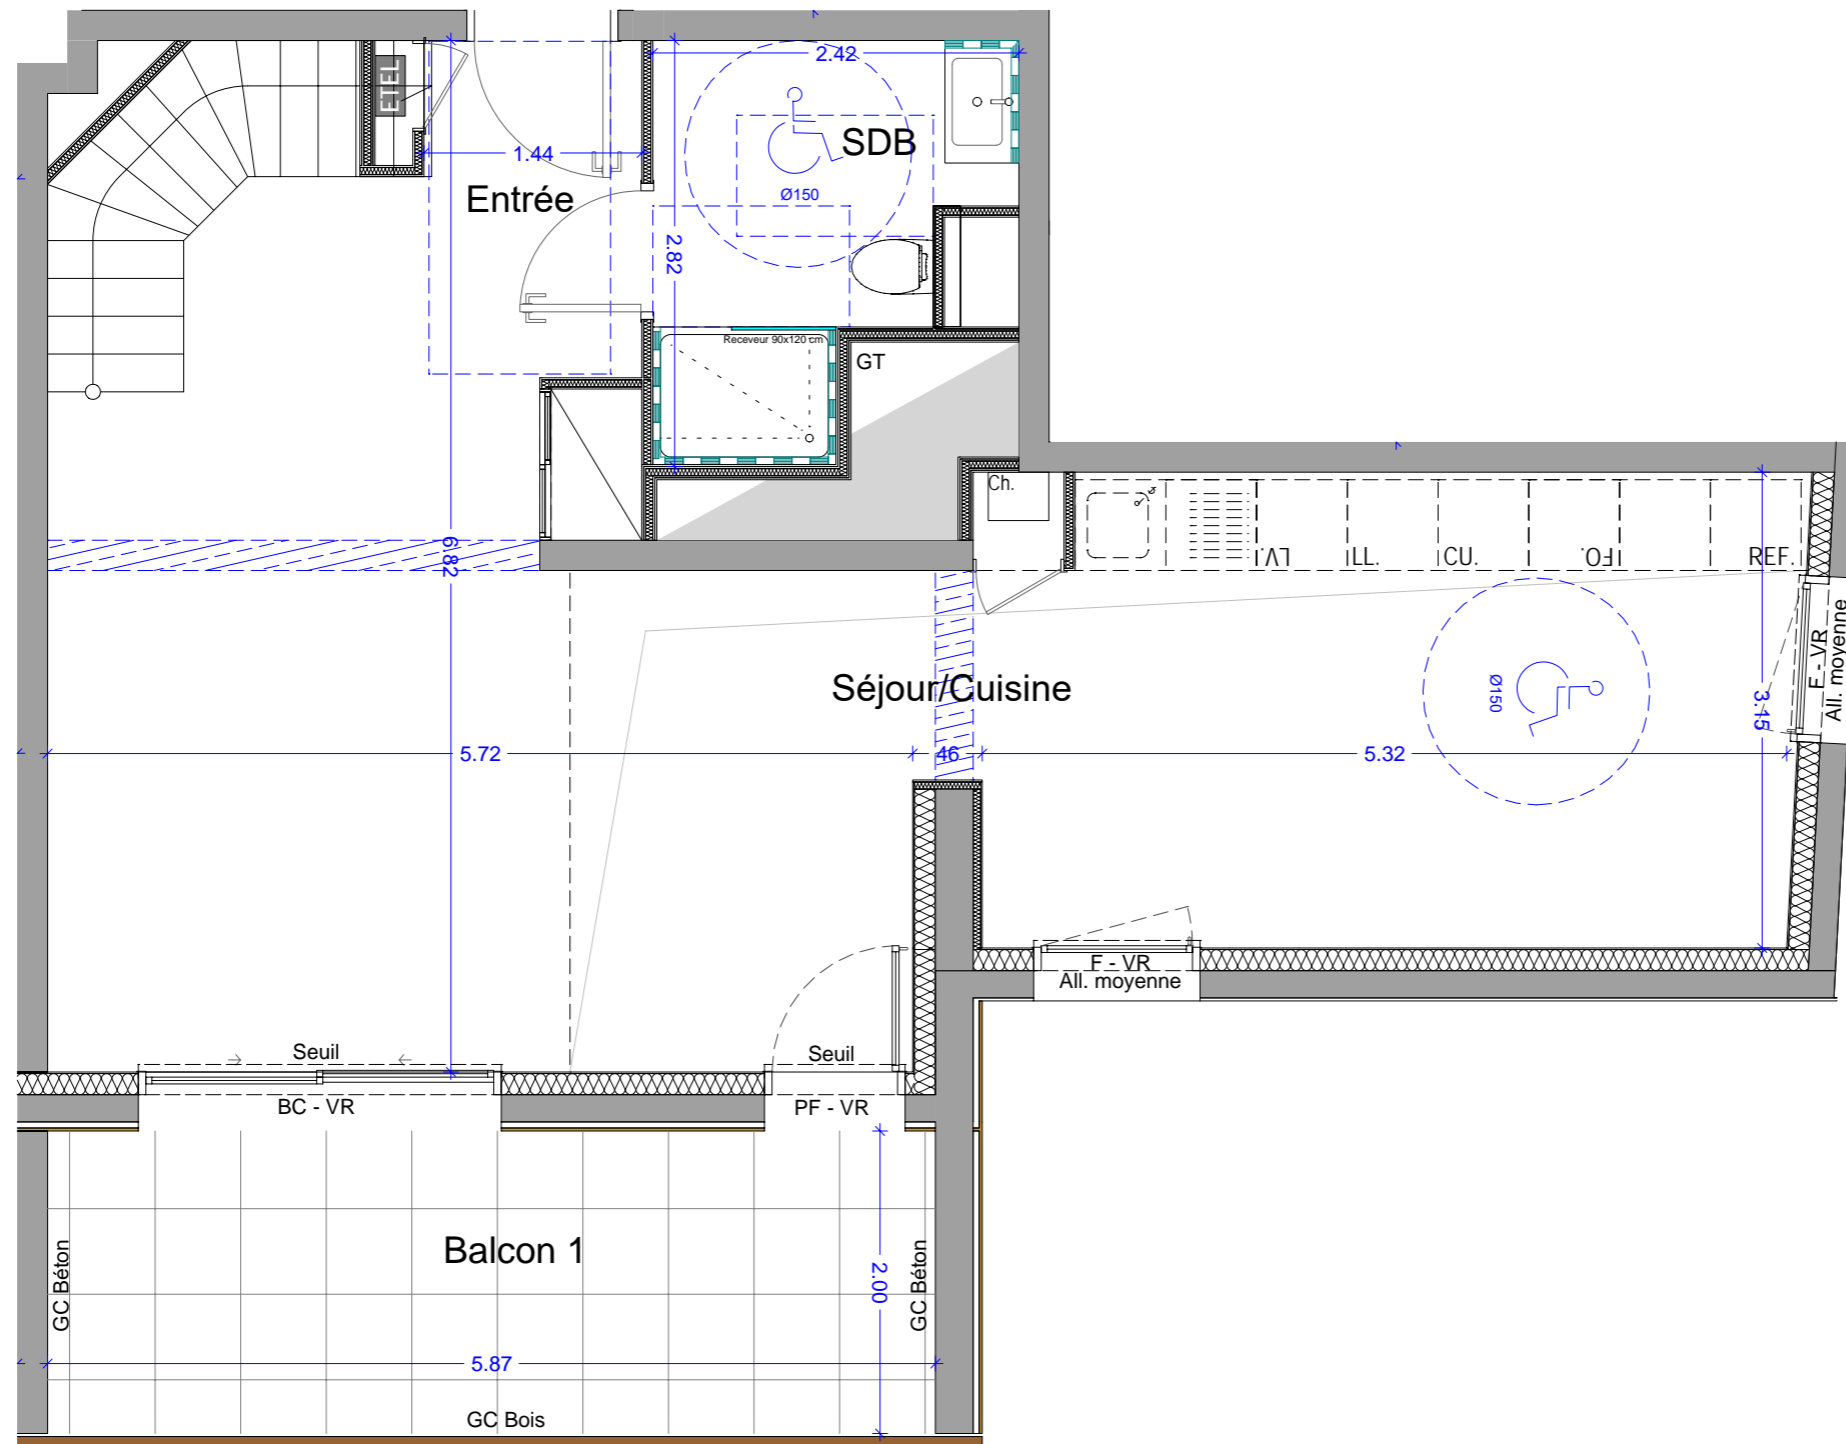 2.42
ETEL
SDB
1.44
Entrée
Ø150
2.82
Receveur 90x120 cm
GT
Ch.
6.82
LV.
LL.
CU.
FO.
REF.
F - VR
All. moyenne
Séjour/Cuisine
Ø150
3.15
5.72
46
5.32
F - VR
All. moyenne
Seuil
Seuil
BC - VR
PF - VR
Balcon 1
GC Béton
GC Béton
2.00
5.87
GC Bois